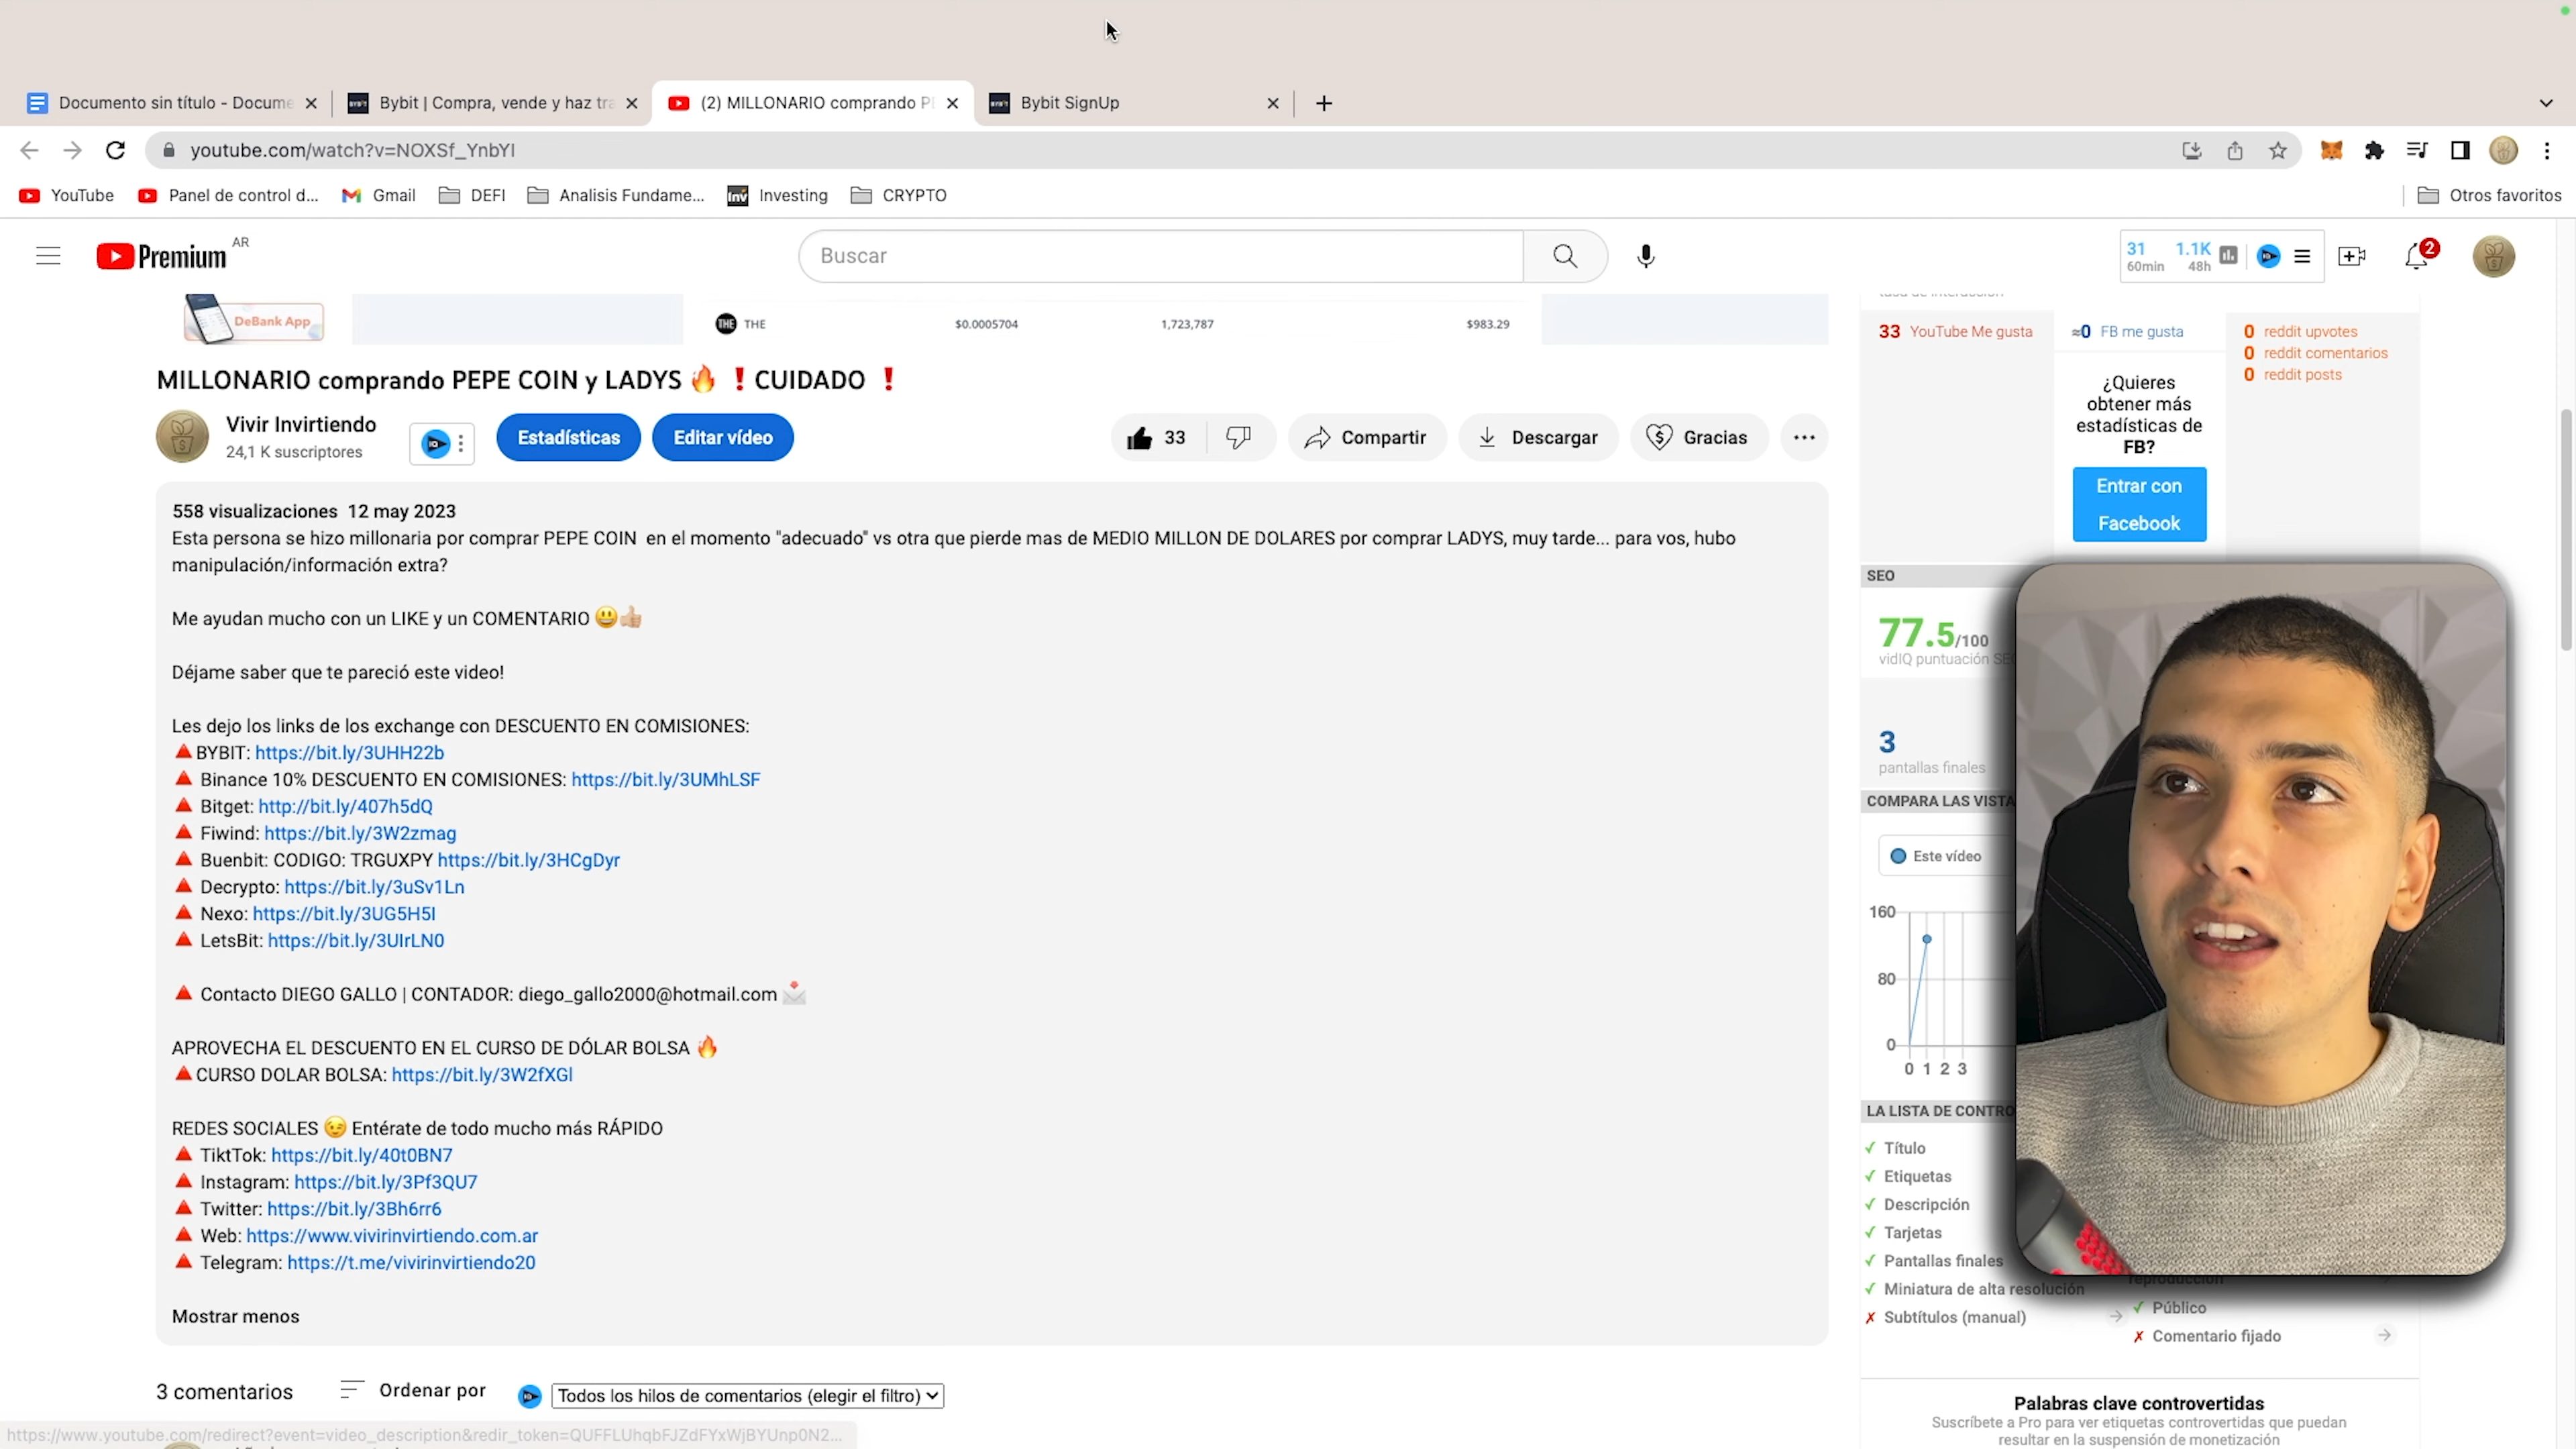 Documento sin título - Docume
Bybit | Compra, vende y haz tra
(2) MILLONARIO comprando P
Bybit SignUp
youtube.com/watch?v=NOXSf_YnbYI
YouTube
Panel de control d...
Gmail
DEFI
Analisis Fundame...
Investing
CRYPTO
Otros favoritos
Premium AR
Buscar
31 1.1K
60min 48h
2
DeBank App
THE THE $0.0005704 1,723,787 $983.29
MILLONARIO comprando PEPE COIN y LADYS 🔥 ❗CUIDADO ❗
Vivir Invirtiendo
24,1 K suscriptores
Estadísticas
Editar vídeo
33
Compartir
Descargar
Gracias
558 visualizaciones 12 may 2023
Esta persona se hizo millonaria por comprar PEPE COIN en el momento "adecuado" vs otra que pierde mas de MEDIO MILLON DE DOLARES por comprar LADYS, muy tarde... para vos, hubo
manipulación/información extra?
Me ayudan mucho con un LIKE y un COMENTARIO 😃👍🏼
Déjame saber que te pareció este video!
Les dejo los links de los exchange con DESCUENTO EN COMISIONES:
🔺BYBIT: https://bit.ly/3UHH22b
🔺 Binance 10% DESCUENTO EN COMISIONES: https://bit.ly/3UMhLSF
🔺 Bitget: http://bit.ly/407h5dQ
🔺 Fiwind: https://bit.ly/3W2zmag
🔺 Buenbit: CODIGO: TRGUXPY https://bit.ly/3HCgDyr
🔺 Decrypto: https://bit.ly/3uSv1Ln
🔺 Nexo: https://bit.ly/3UG5H5I
🔺 LetsBit: https://bit.ly/3UIrLN0
🔺 Contacto DIEGO GALLO | CONTADOR: diego_gallo2000@hotmail.com 📩
APROVECHA EL DESCUENTO EN EL CURSO DE DÓLAR BOLSA 🔥
🔺CURSO DOLAR BOLSA: https://bit.ly/3W2fXGl
REDES SOCIALES 😉 Entérate de todo mucho más RÁPIDO
🔺 TiktTok: https://bit.ly/40t0BN7
🔺 Instagram: https://bit.ly/3Pf3QU7
🔺 Twitter: https://bit.ly/3Bh6rr6
🔺 Web: https://www.vivirinvirtiendo.com.ar
🔺 Telegram: https://t.me/vivirinvirtiendo20
Mostrar menos
3 comentarios
Ordenar por
Todos los hilos de comentarios (elegir el filtro)
https://www.youtube.com/redirect?event=video_description&redir_token=QUFFLUhqbFJZdFYxWjBYUnp0N2...
33 YouTube Me gusta
≈0 FB me gusta
0 reddit upvotes
0 reddit comentarios
0 reddit posts
¿Quieres
obtener más
estadísticas de
FB?
Entrar con
Facebook
SEO
77.5/100
vidIQ puntuación SEO
3
pantallas finales
COMPARA LAS VISTA
Este vídeo
160
80
0
0 1 2 3
LA LISTA DE CONTRO
✓ Título
✓ Etiquetas
✓ Descripción
✓ Tarjetas
✓ Pantallas finales
✓ Miniatura de alta resolución
✗ Subtítulos (manual)
reproducción
✓ Público
✗ Comentario fijado
Palabras clave controvertidas
Suscríbete a Pro para ver etiquetas controvertidas que puedan
resultar en la suspensión de monetización